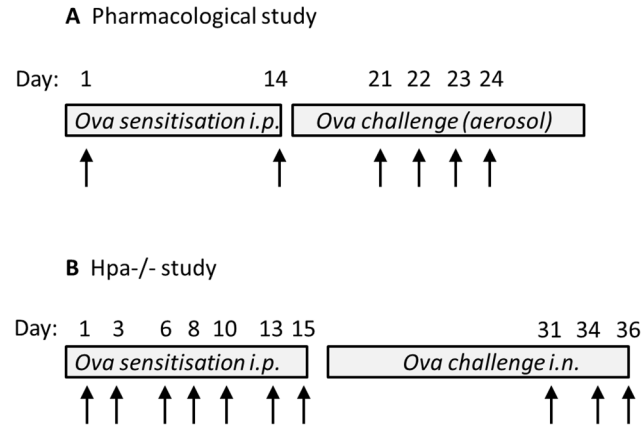 A Pharmacological study
Day: 1 14 21 22 23 24
Ova sensitisation i.p. Ova challenge (aerosol)
B Hpa-/- study
Day: 1 3 6 8 10 13 15 31 34 36
Ova sensitisation i.p. Ova challenge i.n.